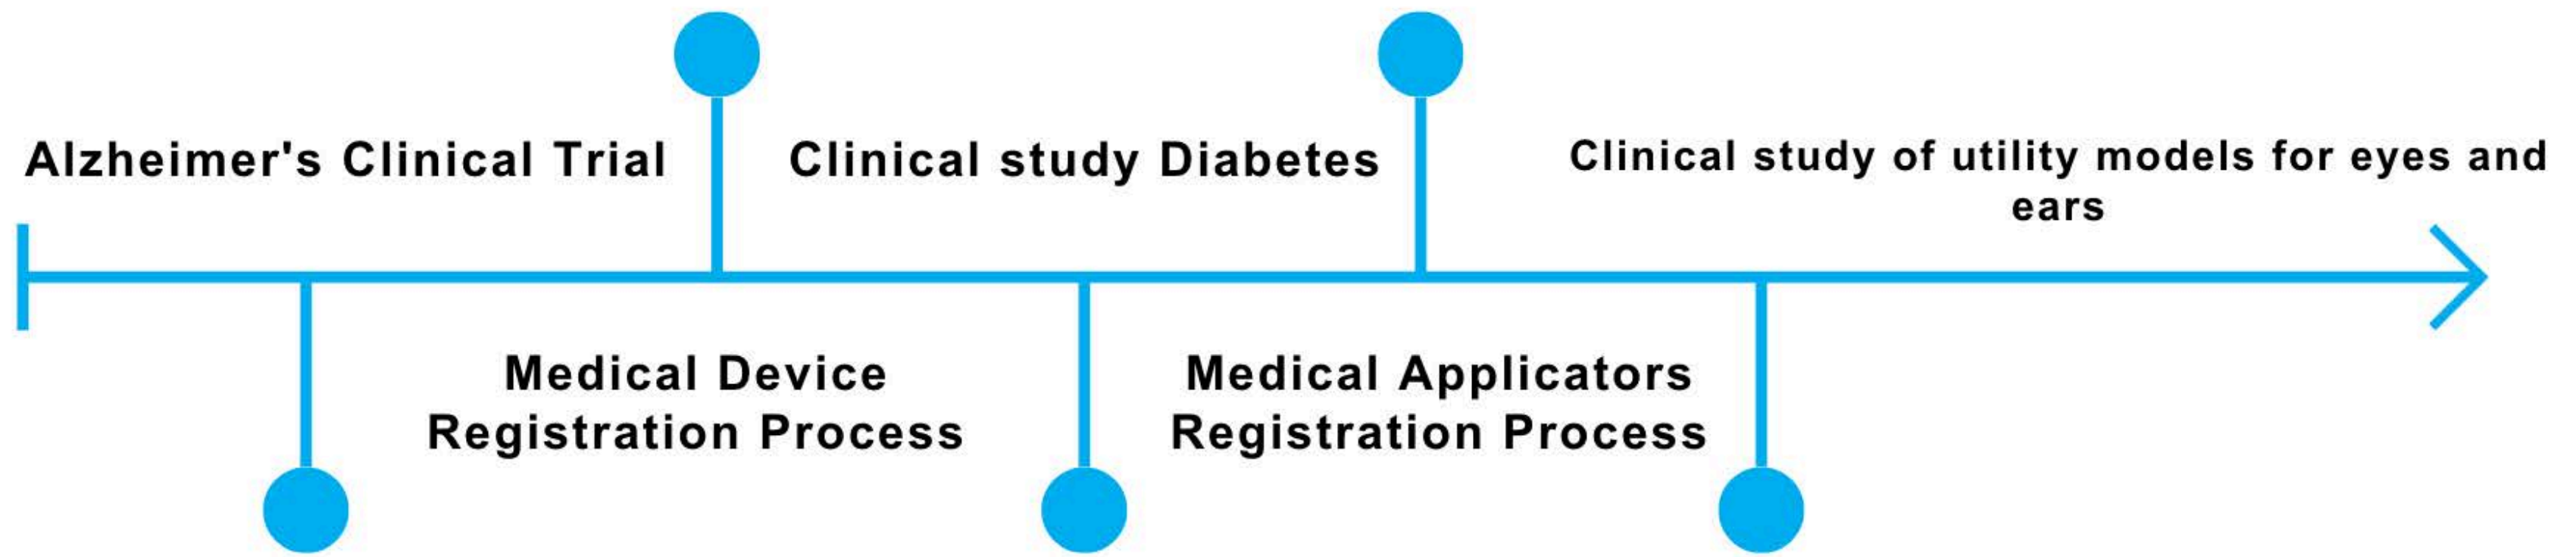 Alzheimer's Clinical Trial
Clinical study Diabetes
Clinical study of utility models for eyes and
ears
Medical Device
Registration Process
Medical Applicators
Registration Process